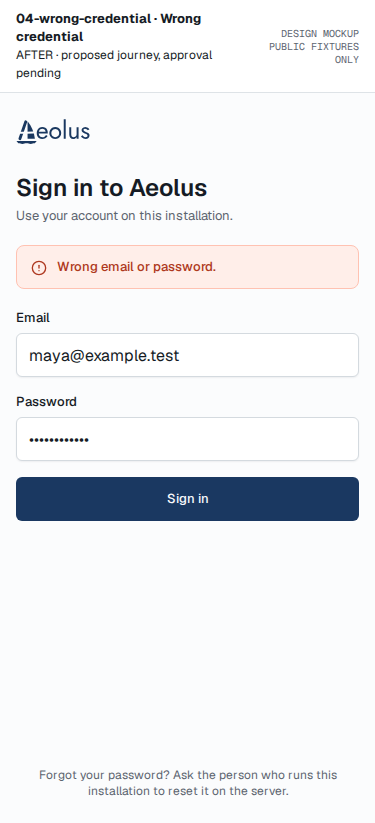 04-wrong-credential · Wrong
credential
AFTER · proposed journey, approval
pending
DESIGN MOCKUP
PUBLIC FIXTURES
ONLY
Aeolus
Sign in to Aeolus
Use your account on this installation.
Wrong email or password.
Email
maya@example.test
Password
••••••••••••
Sign in
Forgot your password? Ask the person who runs this
installation to reset it on the server.